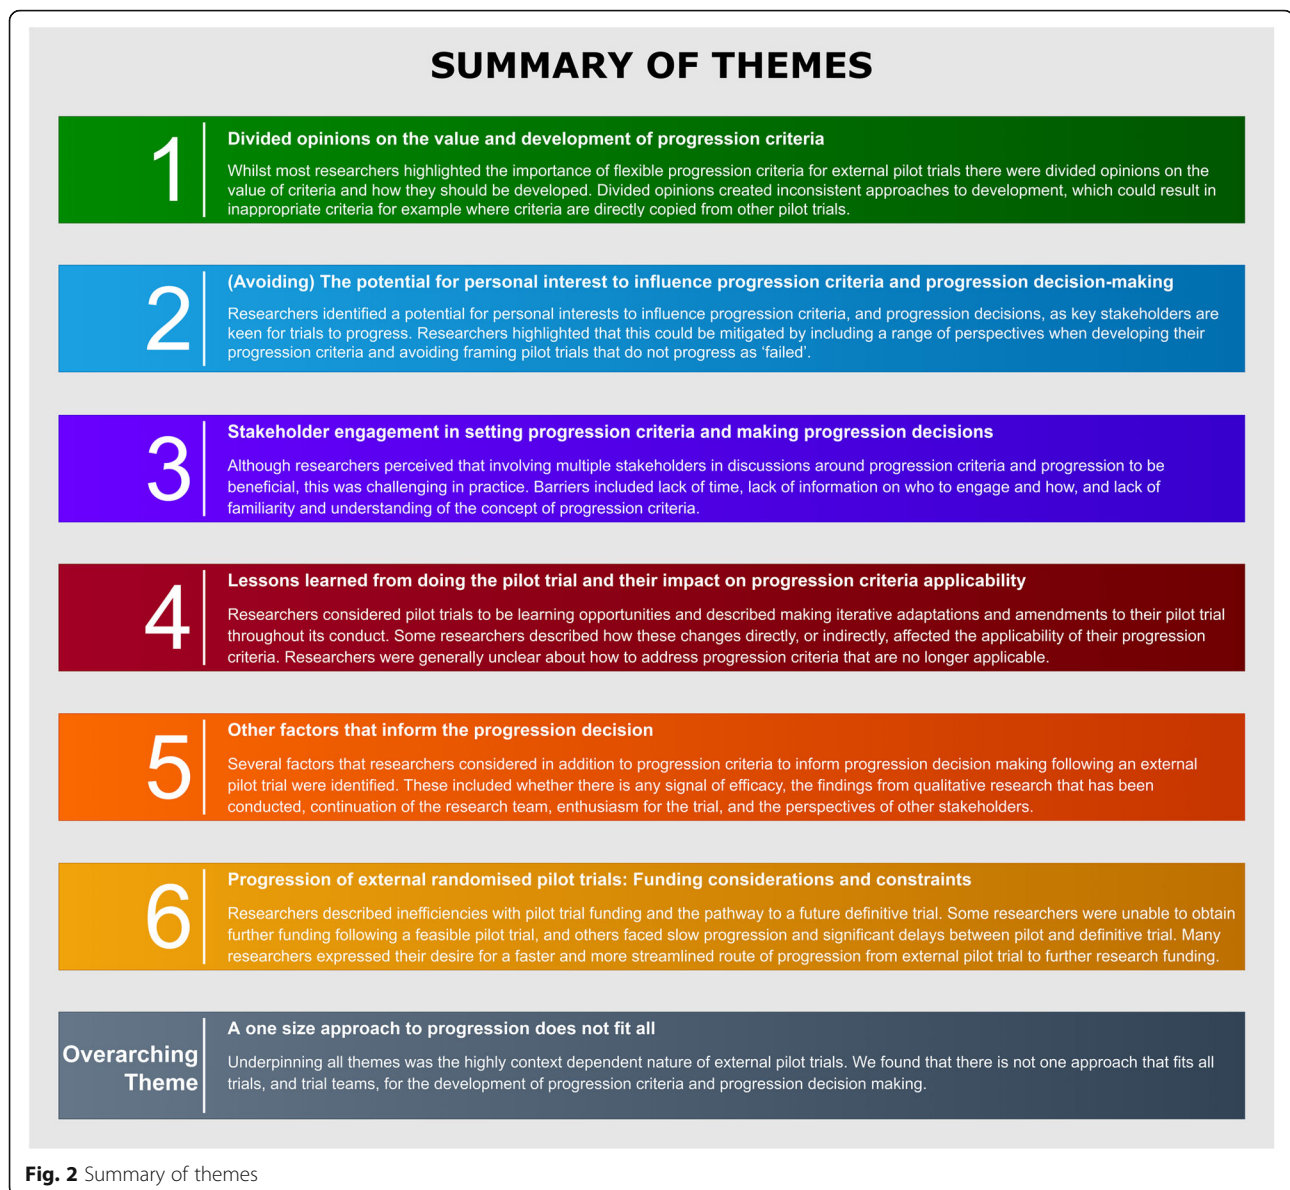 SUMMARY OF THEMES
1
Divided opinions on the value and development of progression criteria
Whilst most researchers highlighted the importance of flexible progression criteria for external pilot trials there were divided opinions on the
value of criteria and how they should be developed. Divided opinions created inconsistent approaches to development, which could result in
inappropriate criteria for example where criteria are directly copied from other pilot trials.
2
(Avoiding) The potential for personal interest to influence progression criteria and progression decision-making
Researchers identified a potential for personal interests to influence progression criteria, and progression decisions, as key stakeholders are
keen for trials to progress. Researchers highlighted that this could be mitigated by including a range of perspectives when developing their
progression criteria and avoiding framing pilot trials that do not progress as ‘failed’.
3
Stakeholder engagement in setting progression criteria and making progression decisions
Although researchers perceived that involving multiple stakeholders in discussions around progression criteria and progression to be
beneficial, this was challenging in practice. Barriers included lack of time, lack of information on who to engage and how, and lack of
familiarity and understanding of the concept of progression criteria.
4
Lessons learned from doing the pilot trial and their impact on progression criteria applicability
Researchers considered pilot trials to be learning opportunities and described making iterative adaptations and amendments to their pilot trial
throughout its conduct. Some researchers described how these changes directly, or indirectly, affected the applicability of their progression
criteria. Researchers were generally unclear about how to address progression criteria that are no longer applicable.
5
Other factors that inform the progression decision
Several factors that researchers considered in addition to progression criteria to inform progression decision making following an external
pilot trial were identified. These included whether there is any signal of efficacy, the findings from qualitative research that has been
conducted, continuation of the research team, enthusiasm for the trial, and the perspectives of other stakeholders.
6
Progression of external randomised pilot trials: Funding considerations and constraints
Researchers described inefficiencies with pilot trial funding and the pathway to a future definitive trial. Some researchers were unable to obtain
further funding following a feasible pilot trial, and others faced slow progression and significant delays between pilot and definitive trial. Many
researchers expressed their desire for a faster and more streamlined route of progression from external pilot trial to further research funding.
Overarching
Theme
A one size approach to progression does not fit all
Underpinning all themes was the highly context dependent nature of external pilot trials. We found that there is not one approach that fits all
trials, and trial teams, for the development of progression criteria and progression decision making.
Fig. 2 Summary of themes